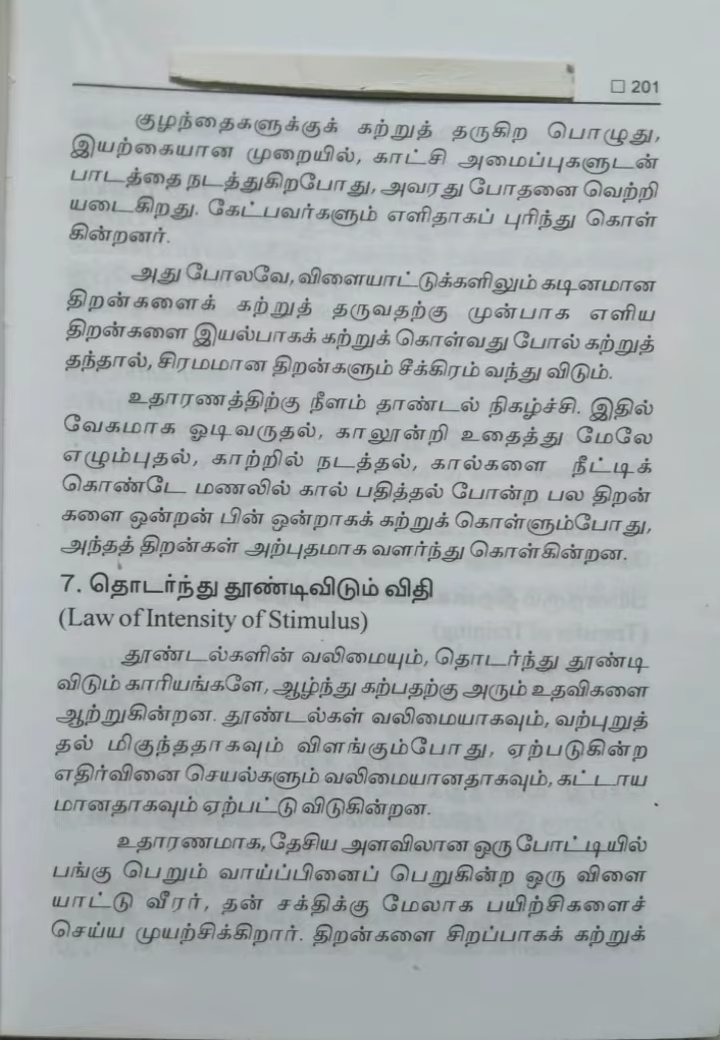 □ 201
குழந்தைகளுக்குக் கற்றுத் தருகிற பொழுது,
இயற்கையான முறையில், காட்சி அமைப்புகளுடன்
பாடத்தை நடத்துகிறபோது, அவரது போதனை வெற்றி
யடைகிறது. கேட்பவர்களும் எளிதாகப் புரிந்து கொள்
கின்றனர்.
அது போலவே, விளையாட்டுக்களிலும் கடினமான
திறன்களைக் கற்றுத் தருவதற்கு முன்பாக எளிய
திறன்களை இயல்பாகக் கற்றுக் கொள்வது போல் கற்றுத்
தந்தால், சிரமமான திறன்களும் சீக்கிரம் வந்து விடும்.
உதாரணத்திற்கு நீளம் தாண்டல் நிகழ்ச்சி. இதில்
வேகமாக ஓடிவருதல், காலூன்றி உதைத்து மேலே
எழும்புதல், காற்றில் நடத்தல், கால்களை நீட்டிக்
கொண்டே மணலில் கால் பதித்தல் போன்ற பல திறன்
களை ஒன்றன் பின் ஒன்றாகக் கற்றுக் கொள்ளும்போது,
அந்தத் திறன்கள் அற்புதமாக வளர்ந்து கொள்கின்றன.
7. தொடர்ந்து தூண்டிவிடும் விதி
(Law of Intensity of Stimulus)
தூண்டல்களின் வலிமையும், தொடர்ந்து தூண்டி
விடும் காரியங்களே, ஆழ்ந்து கற்பதற்கு அரும் உதவிகளை
ஆற்றுகின்றன. தூண்டல்கள் வலிமையாகவும், வற்புறுத்
தல் மிகுந்ததாகவும் விளங்கும்போது, ஏற்படுகின்ற
எதிர்வினை செயல்களும் வலிமையானதாகவும், கட்டாய
மானதாகவும் ஏற்பட்டு விடுகின்றன.
உதாரணமாக, தேசிய அளவிலான ஒரு போட்டியில்
பங்கு பெறும் வாய்ப்பினைப் பெறுகின்ற ஒரு விளை
யாட்டு வீரர், தன் சக்திக்கு மேலாக பயிற்சிகளைச்
செய்ய முயற்சிக்கிறார். திறன்களை சிறப்பாகக் கற்றுக்